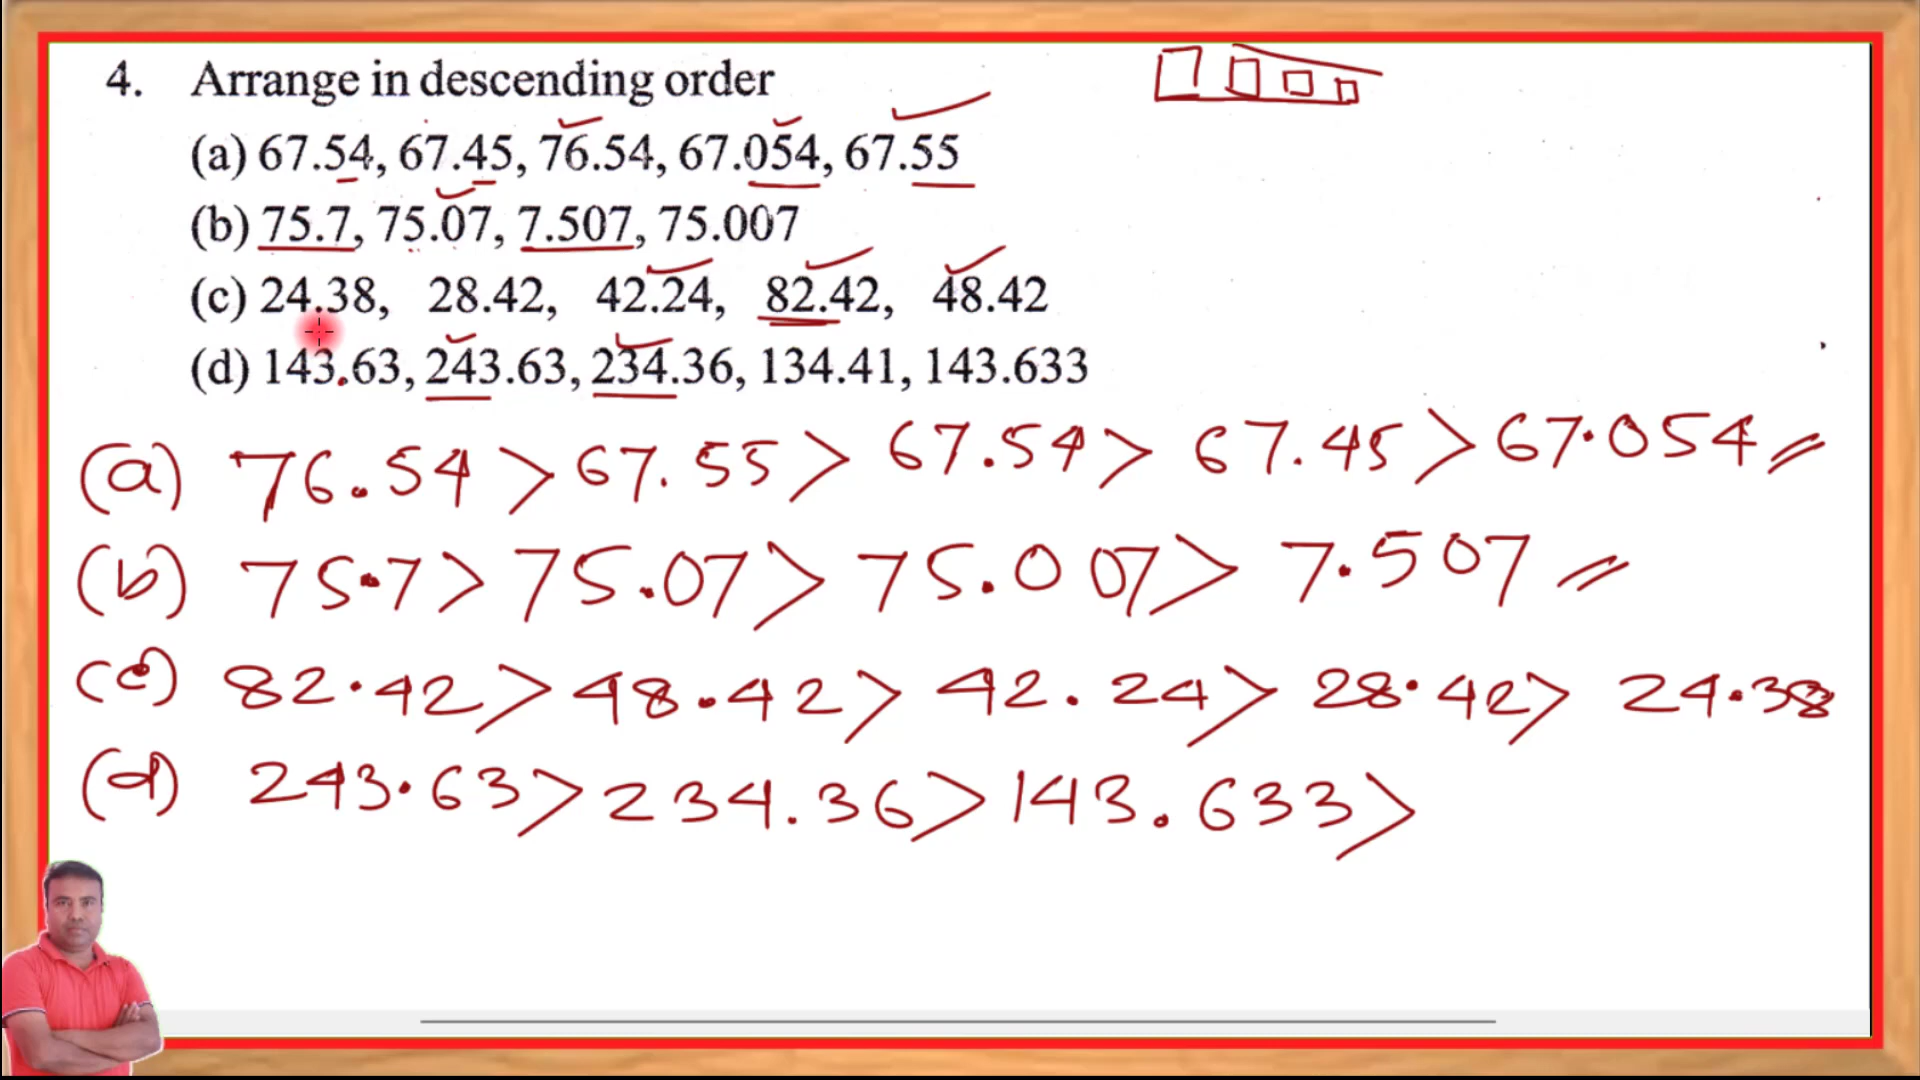 4. Arrange in descending order
(a) 67.54, 67.45, 76.54, 67.054, 67.55
(b) 75.7, 75.07, 7.507, 75.007
(c) 24.38, 28.42, 42.24, 82.42, 48.42
(d) 143.63, 243.63, 234.36, 134.41, 143.633
(a) 76.54 > 67.55 > 67.54 > 67.45 > 67.054
(b) 75.7 > 75.07 > 75.007 > 7.507
(c) 82.42 > 48.42 > 42.24 > 28.42 > 24.38
(d) 243.63 > 234.36 > 143.633 >